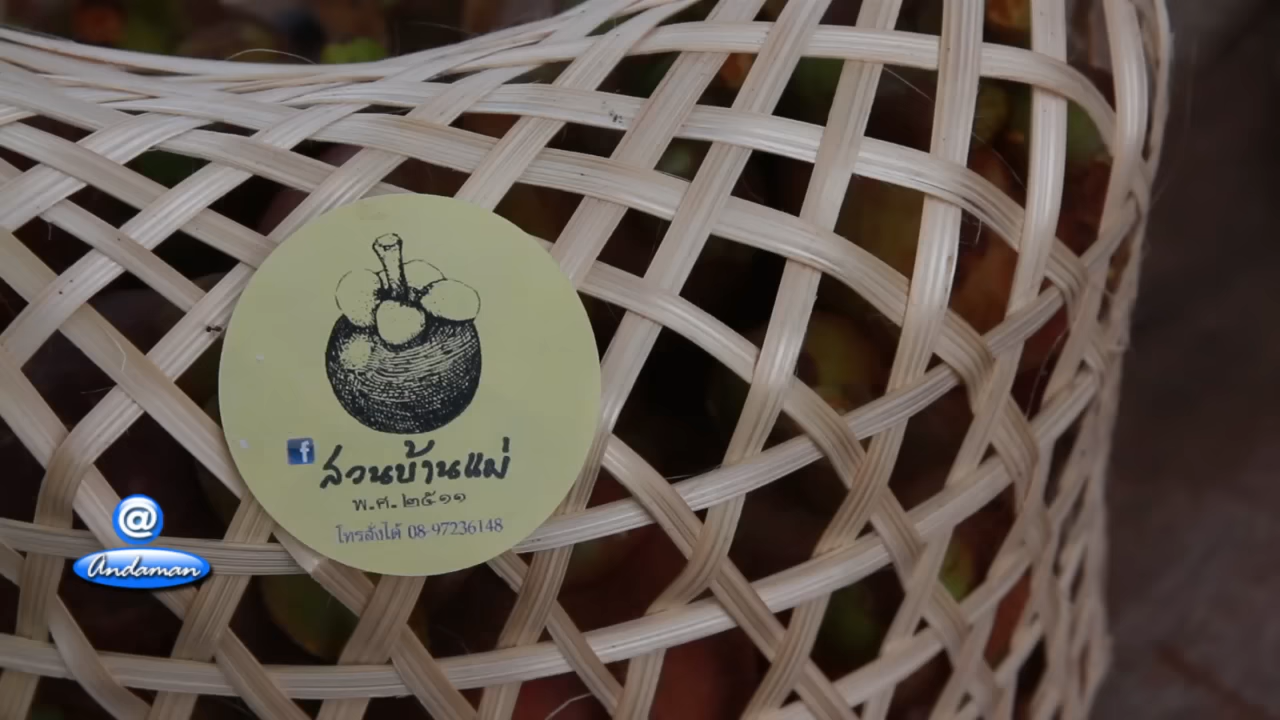 f สวนบ้านแม่
พ.ศ. ๒๕๑๑
โทรสั่งได้ 08-97236148
@
andaman